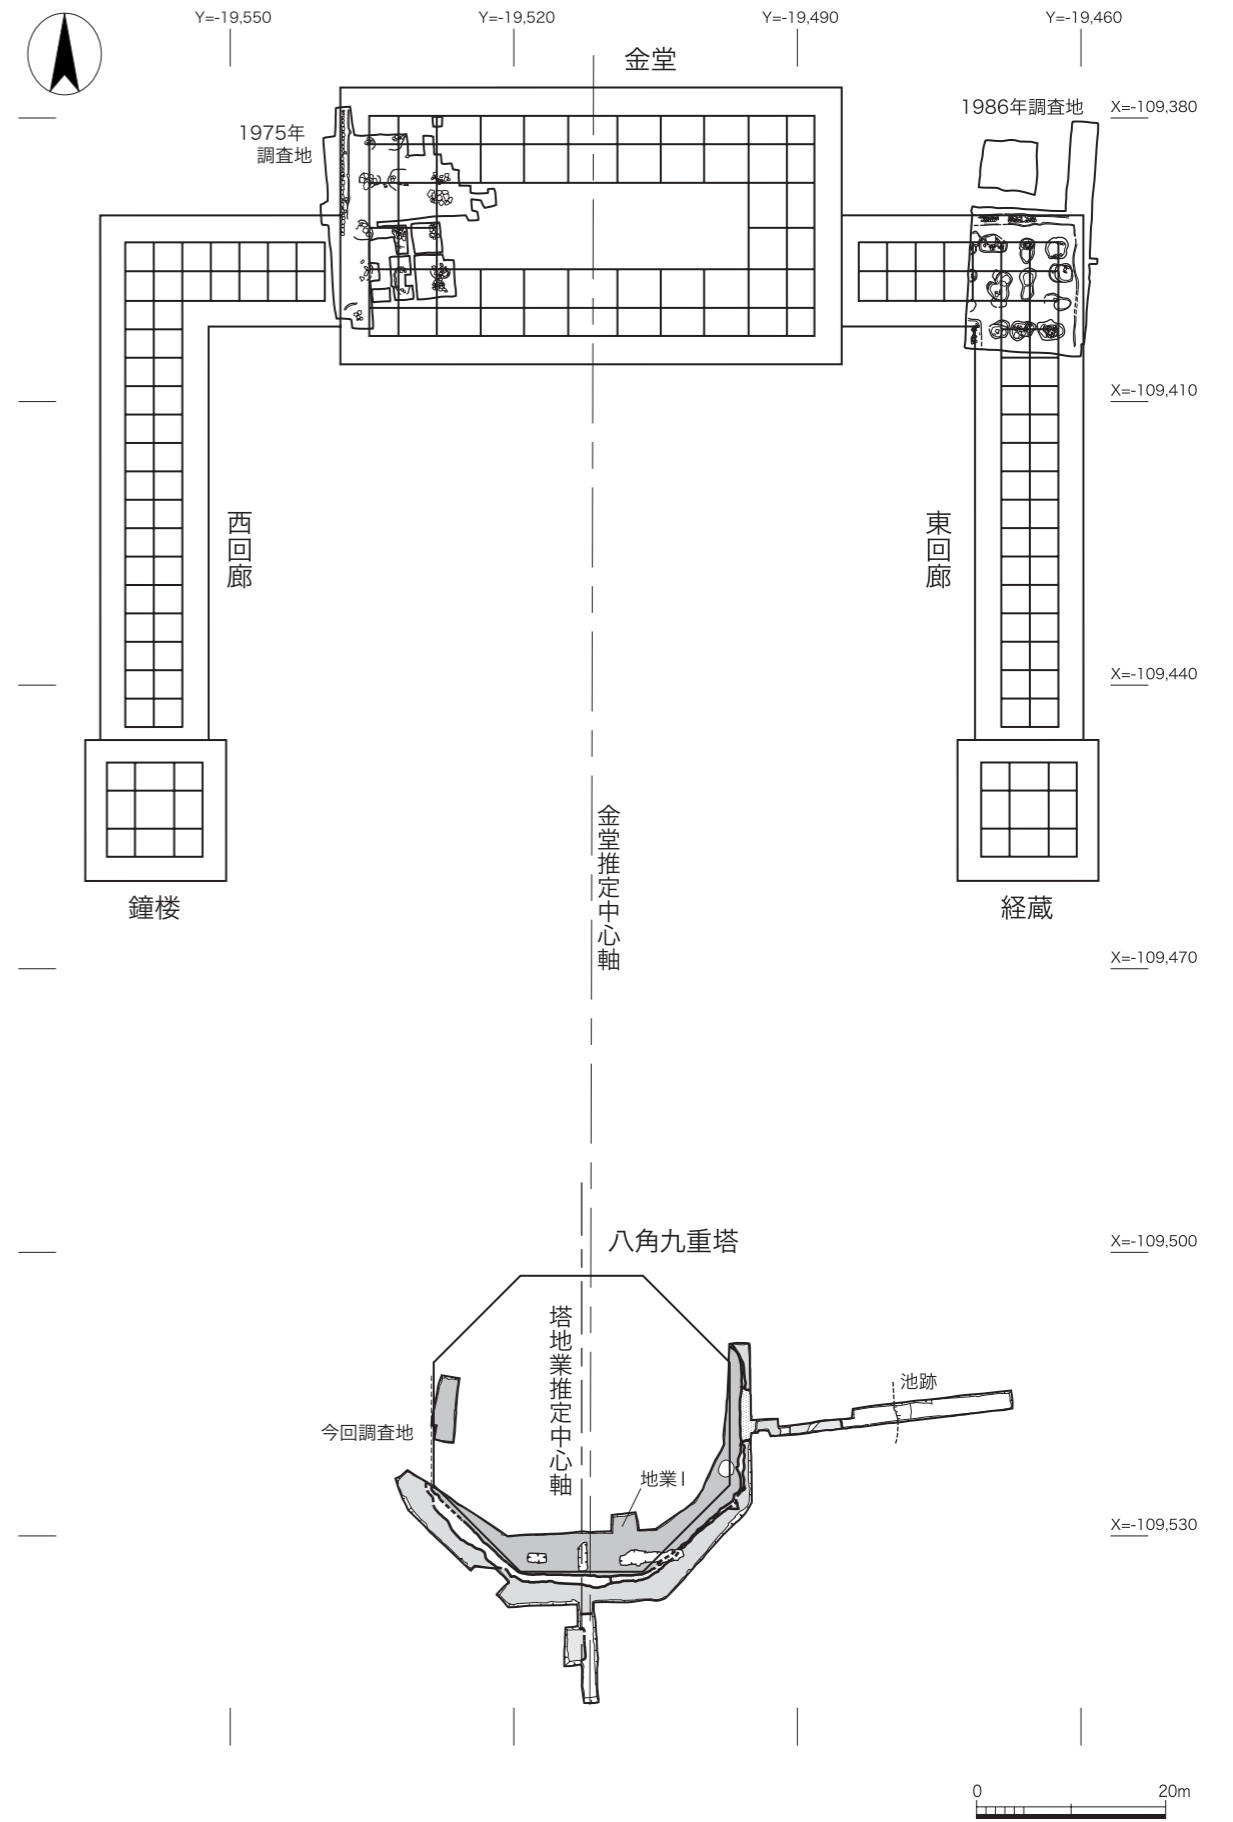 Y=-19,550
Y=-19,520
Y=-19,490
Y=-19,460
金堂
1975年
調査地
1986年調査地
X=-109,380
X=-109,410
西回廊
東回廊
X=-109,440
金堂推定中心軸
鐘楼
経蔵
X=-109,470
八角九重塔
X=-109,500
塔地業推定中心軸
池跡
今回調査地
地業Ⅰ
X=-109,530
0
20m